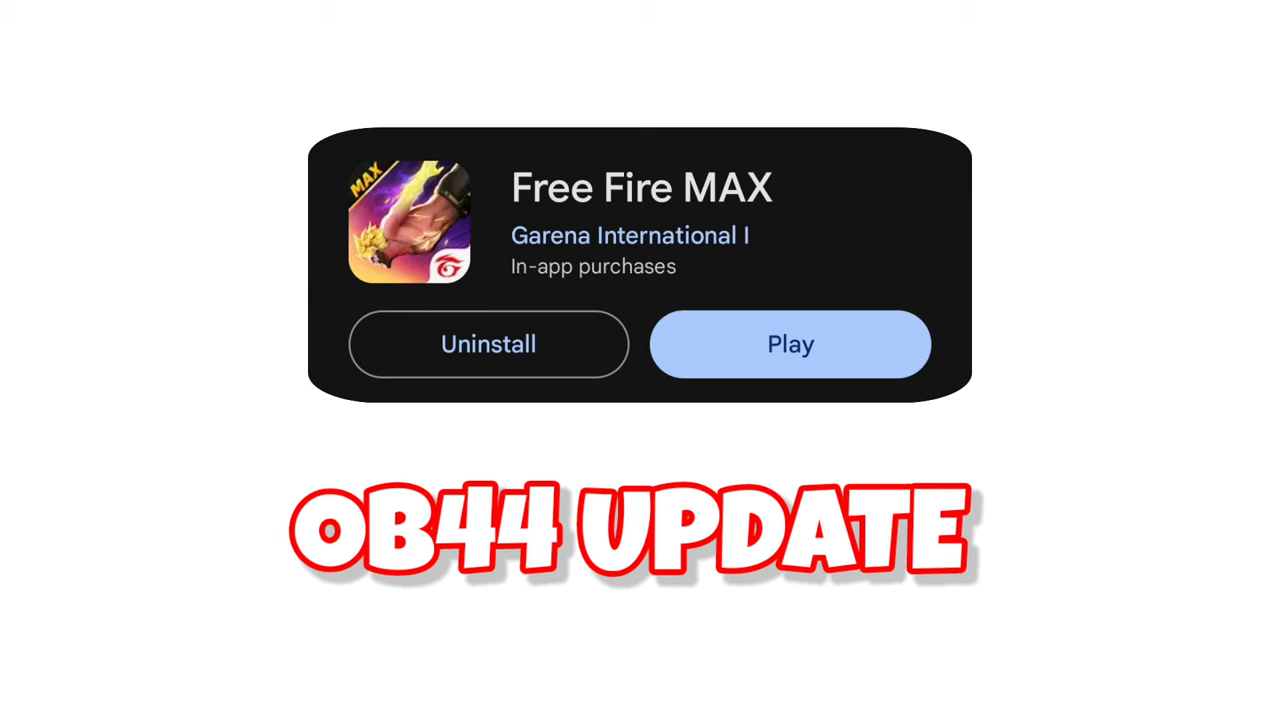 MAX
Free Fire MAX
Garena International I
In-app purchases
Uninstall
Play
OB44 UPDATE